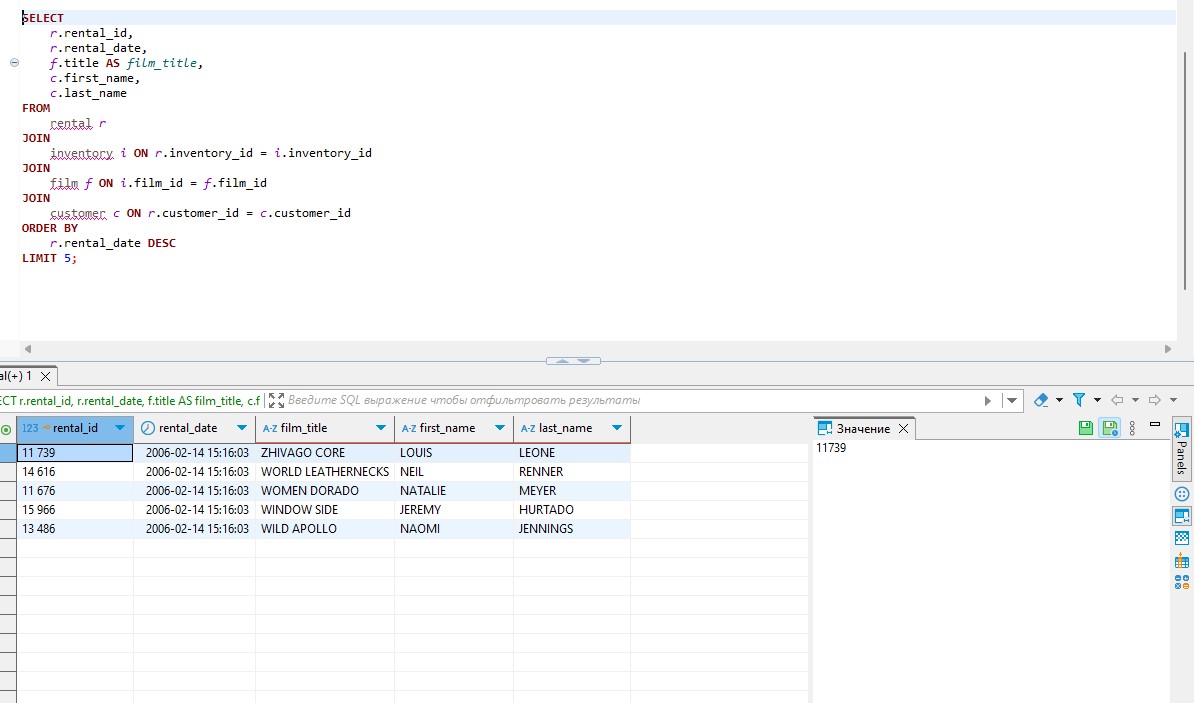 SELECT
r.rental_id,
r.rental_date,
f.title AS film_title,
c.first_name,
c.last_name
FROM
rental r
JOIN
inventory i ON r.inventory_id = i.inventory_id
JOIN
film f ON i.film_id = f.film_id
JOIN
customer c ON r.customer_id = c.customer_id
ORDER BY
r.rental_date DESC
LIMIT 5;
al(+) 1
ECT r.rental_id, r.rental_date, f.title AS film_title, c.f Введите SQL выражение чтобы отфильтровать результаты
123 rental_id rental_date A-Z film_title A-Z first_name A-Z last_name
11 739 2006-02-14 15:16:03 ZHIVAGO CORE LOUIS LEONE
14 616 2006-02-14 15:16:03 WORLD LEATHERNECKS NEIL RENNER
11 676 2006-02-14 15:16:03 WOMEN DORADO NATALIE MEYER
15 966 2006-02-14 15:16:03 WINDOW SIDE JEREMY HURTADO
13 486 2006-02-14 15:16:03 WILD APOLLO NAOMI JENNINGS
Значение
11739
Panels